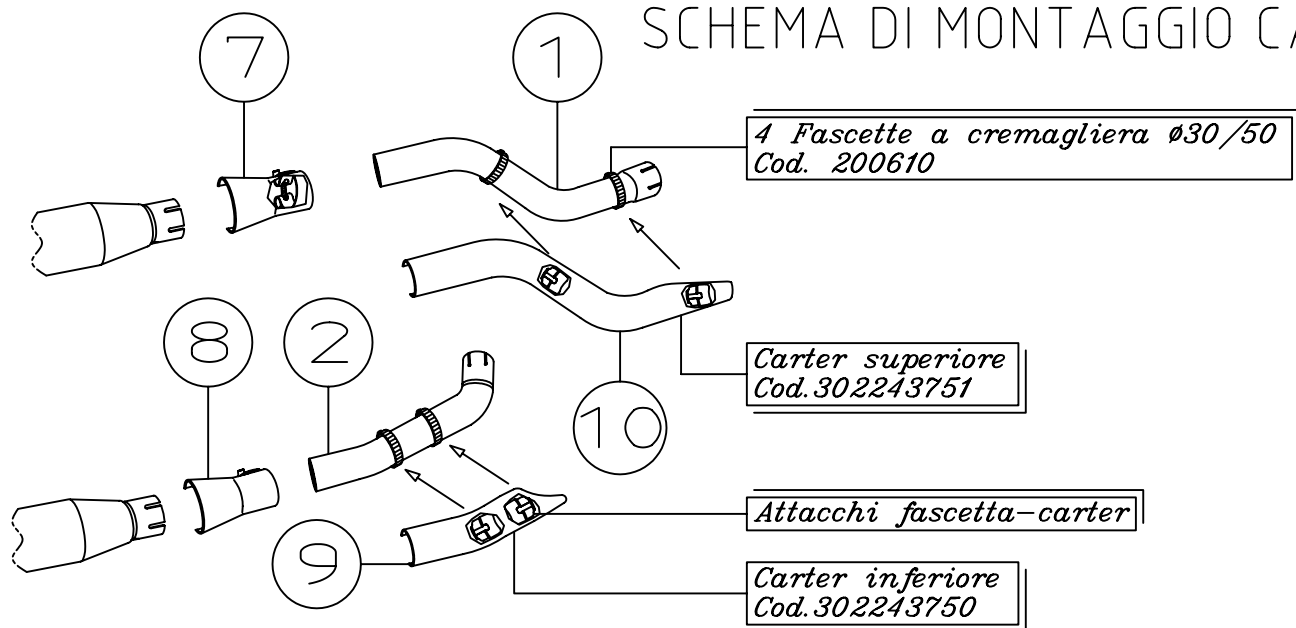 SCHEMA DI MONTAGGIO
7
1
4 Fascette a cremagliera ø30/50
Cod. 200610
8
2
Carter superiore
Cod.302243751
10
Attacchi fascetta-carter
9
Carter inferiore
Cod.302243750